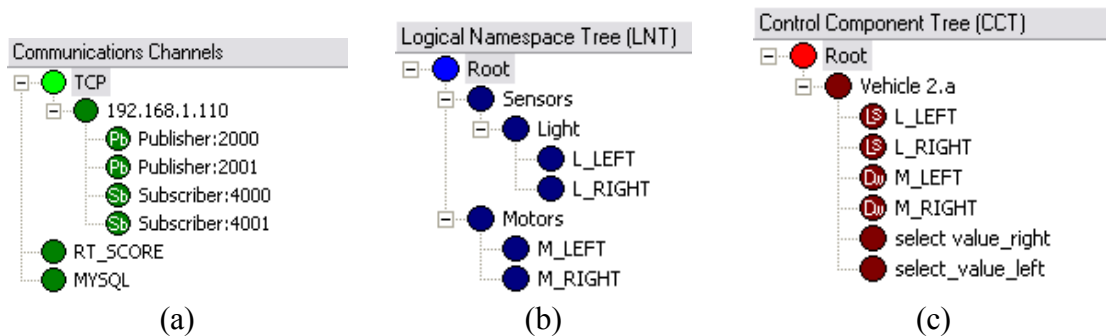 Communications Channels
TCP
192.168.1.110
Pb Publisher:2000
Pb Publisher:2001
Sb Subscriber:4000
Sb Subscriber:4001
RT_SCORE
MYSQL
(a)
Logical Namespace Tree (LNT)
Root
Sensors
Light
L_LEFT
L_RIGHT
Motors
M_LEFT
M_RIGHT
(b)
Control Component Tree (CCT)
Root
Vehicle 2.a
LS L_LEFT
LS L_RIGHT
Dw M_LEFT
Dw M_RIGHT
select value_right
select_value_left
(c)